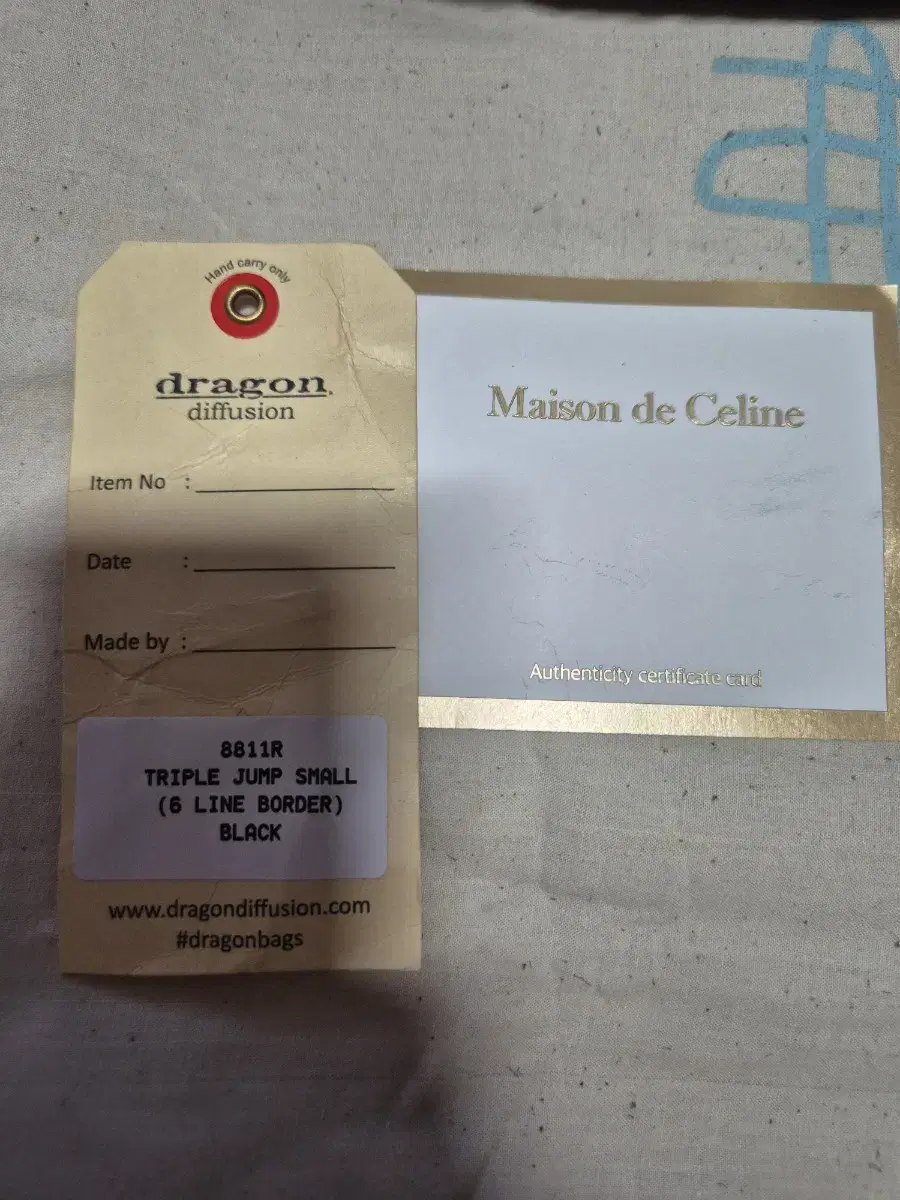 Hand carry only
dragon
diffusion
Item No :
Date :
Made by :
8811R
TRIPLE JUMP SMALL
(6 LINE BORDER)
BLACK
www.dragondiffusion.com
#dragonbags
Maison de Celine
Authenticity certificate card